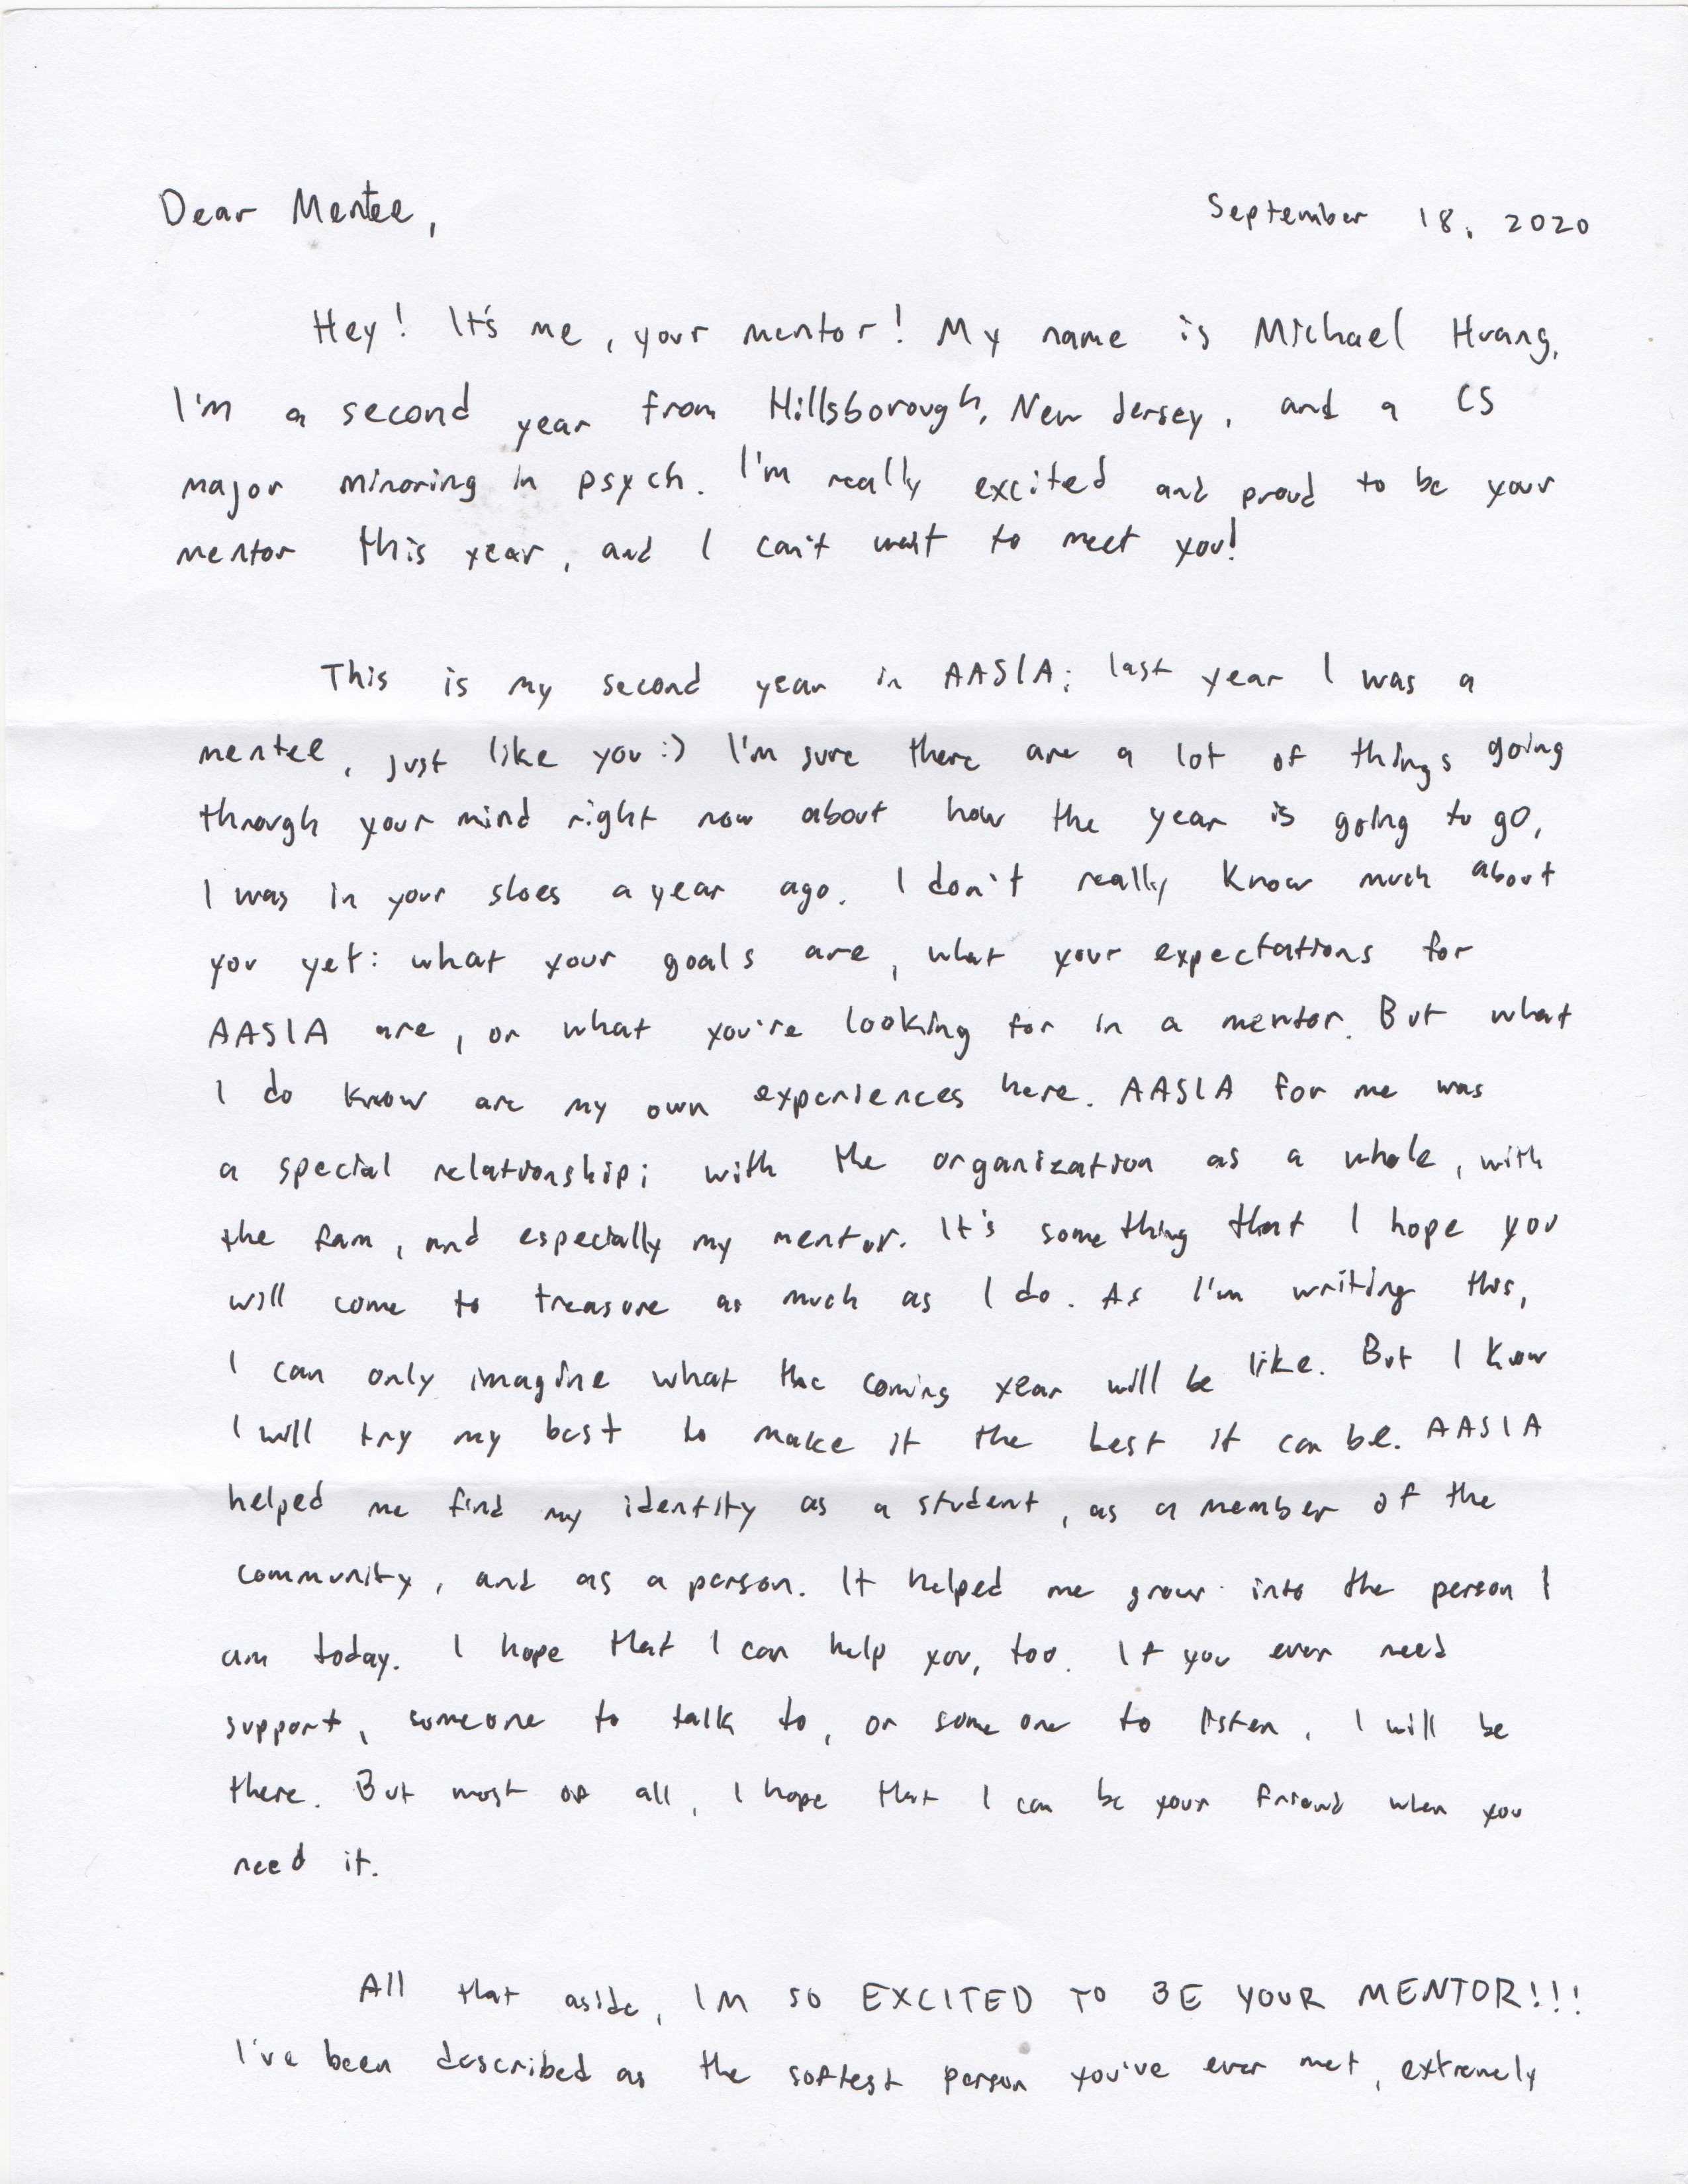 Dear Mentee,
September 18, 2020
Hey! It's me, your mentor! My name is Michael Huang,
I'm a second year from Hillsborough, New Jersey, and a CS
major minoring in psych. I'm really excited and proud to be your
mentor this year, and I can't wait to meet you!
This is my second year in AASIA; last year I was a
mentee, just like you :) I'm sure there are a lot of things going
through your mind right now about how the year is going to go,
I was in your shoes a year ago. I don't really know much about
you yet: what your goals are, what your expectations for
AASIA are, or what you're looking for in a mentor. But what
I do know are my own experiences here. AASIA for me was
a special relationship; with the organization as a whole, with
the fam, and especially my mentor. It's something that I hope you
will come to treasure as much as I do. As I'm writing this,
I can only imagine what the coming year will be like. But I know
I will try my best to make it the best it can be. AASIA
helped me find my identity as a student, as a member of the
community, and as a person. It helped me grow into the person I
am today. I hope that I can help you, too. If you ever need
support, someone to talk to, or someone to listen, I will be
there. But most of all, I hope that I can be your friend when you
need it.
All that aside, IM SO EXCITED TO BE YOUR MENTOR!!!
I've been described as the softest person you've ever met, extremely